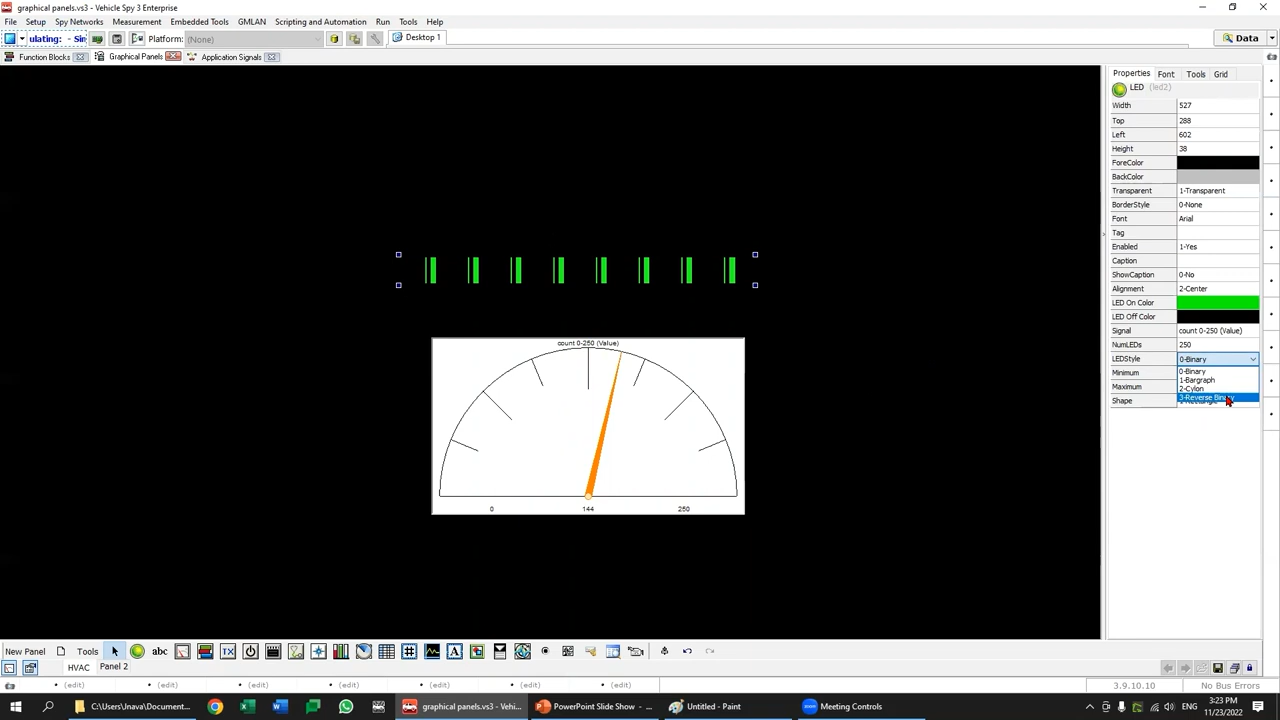 graphical panels.vs3 - Vehicle Spy 3 Enterprise
File Setup Spy Networks Measurement Embedded Tools GMLAN Scripting and Automation Run Tools Help
ulating: - Sim Platform: (None) Desktop 1 Data
Function Blocks Graphical Panels Application Signals
Properties Font Tools Grid
LED (led2)
Width 527
Top 288
Left 602
Height 38
ForeColor
BackColor
Transparent 1-Transparent
BorderStyle 0-None
Font Arial
Tag
Enabled 1-Yes
Caption
ShowCaption 0-No
Alignment 2-Center
LED On Color
LED Off Color
Signal count 0-250 (Value)
NumLEDs 250
LEDStyle 0-Binary
0-Binary
Minimum
1-Bargraph
Maximum
2-Cylon
3-Reverse Binary
Shape
count 0-250 (Value)
0 144 250
New Panel Tools abc TX A
HVAC Panel 2
(edit) (edit) (edit) (edit) (edit) (edit) 3.9.10.10 No Bus Errors
C:\Users\Unava\Document... graphical panels.vs3 - Vehi... PowerPoint Slide Show - ... Untitled - Paint Meeting Controls
3:23 PM
11/23/2022